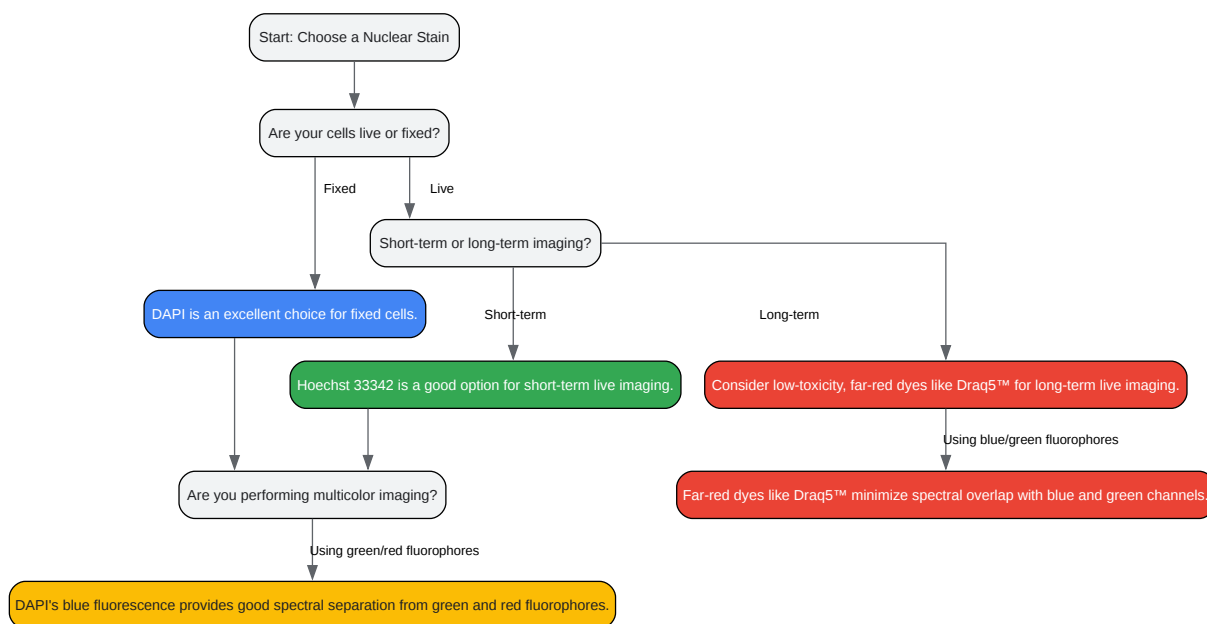 Start: Choose a Nuclear Stain
Are your cells live or fixed?
Fixed
Live
Short-term or long-term imaging?
DAPI is an excellent choice for fixed cells.
Short-term
Long-term
Hoechst 33342 is a good option for short-term live imaging.
Consider low-toxicity, far-red dyes like Draq5™ for long-term live imaging.
Using blue/green fluorophores
Are you performing multicolor imaging?
Far-red dyes like Draq5™ minimize spectral overlap with blue and green channels.
Using green/red fluorophores
DAPI's blue fluorescence provides good spectral separation from green and red fluorophores.